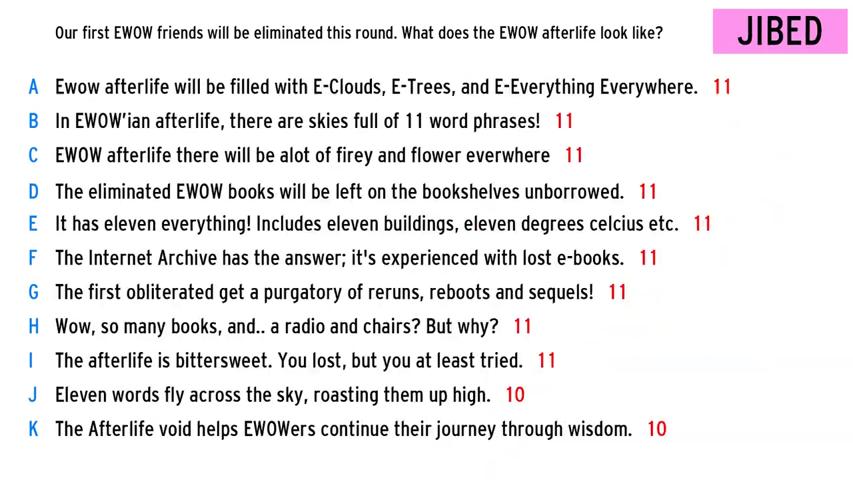 Our first EWOW friends will be eliminated this round. What does the EWOW afterlife look like?
JIBED
A Ewow afterlife will be filled with E-Clouds, E-Trees, and E-Everything Everywhere. 11
B In EWOW'ian afterlife, there are skies full of 11 word phrases! 11
C EWOW afterlife there will be alot of firey and flower everwhere 11
D The eliminated EWOW books will be left on the bookshelves unborrowed. 11
E It has eleven everything! Includes eleven buildings, eleven degrees celcius etc. 11
F The Internet Archive has the answer; it's experienced with lost e-books. 11
G The first obliterated get a purgatory of reruns, reboots and sequels! 11
H Wow, so many books, and.. a radio and chairs? But why? 11
I The afterlife is bittersweet. You lost, but you at least tried. 11
J Eleven words fly across the sky, roasting them up high. 10
K The Afterlife void helps EWOWers continue their journey through wisdom. 10